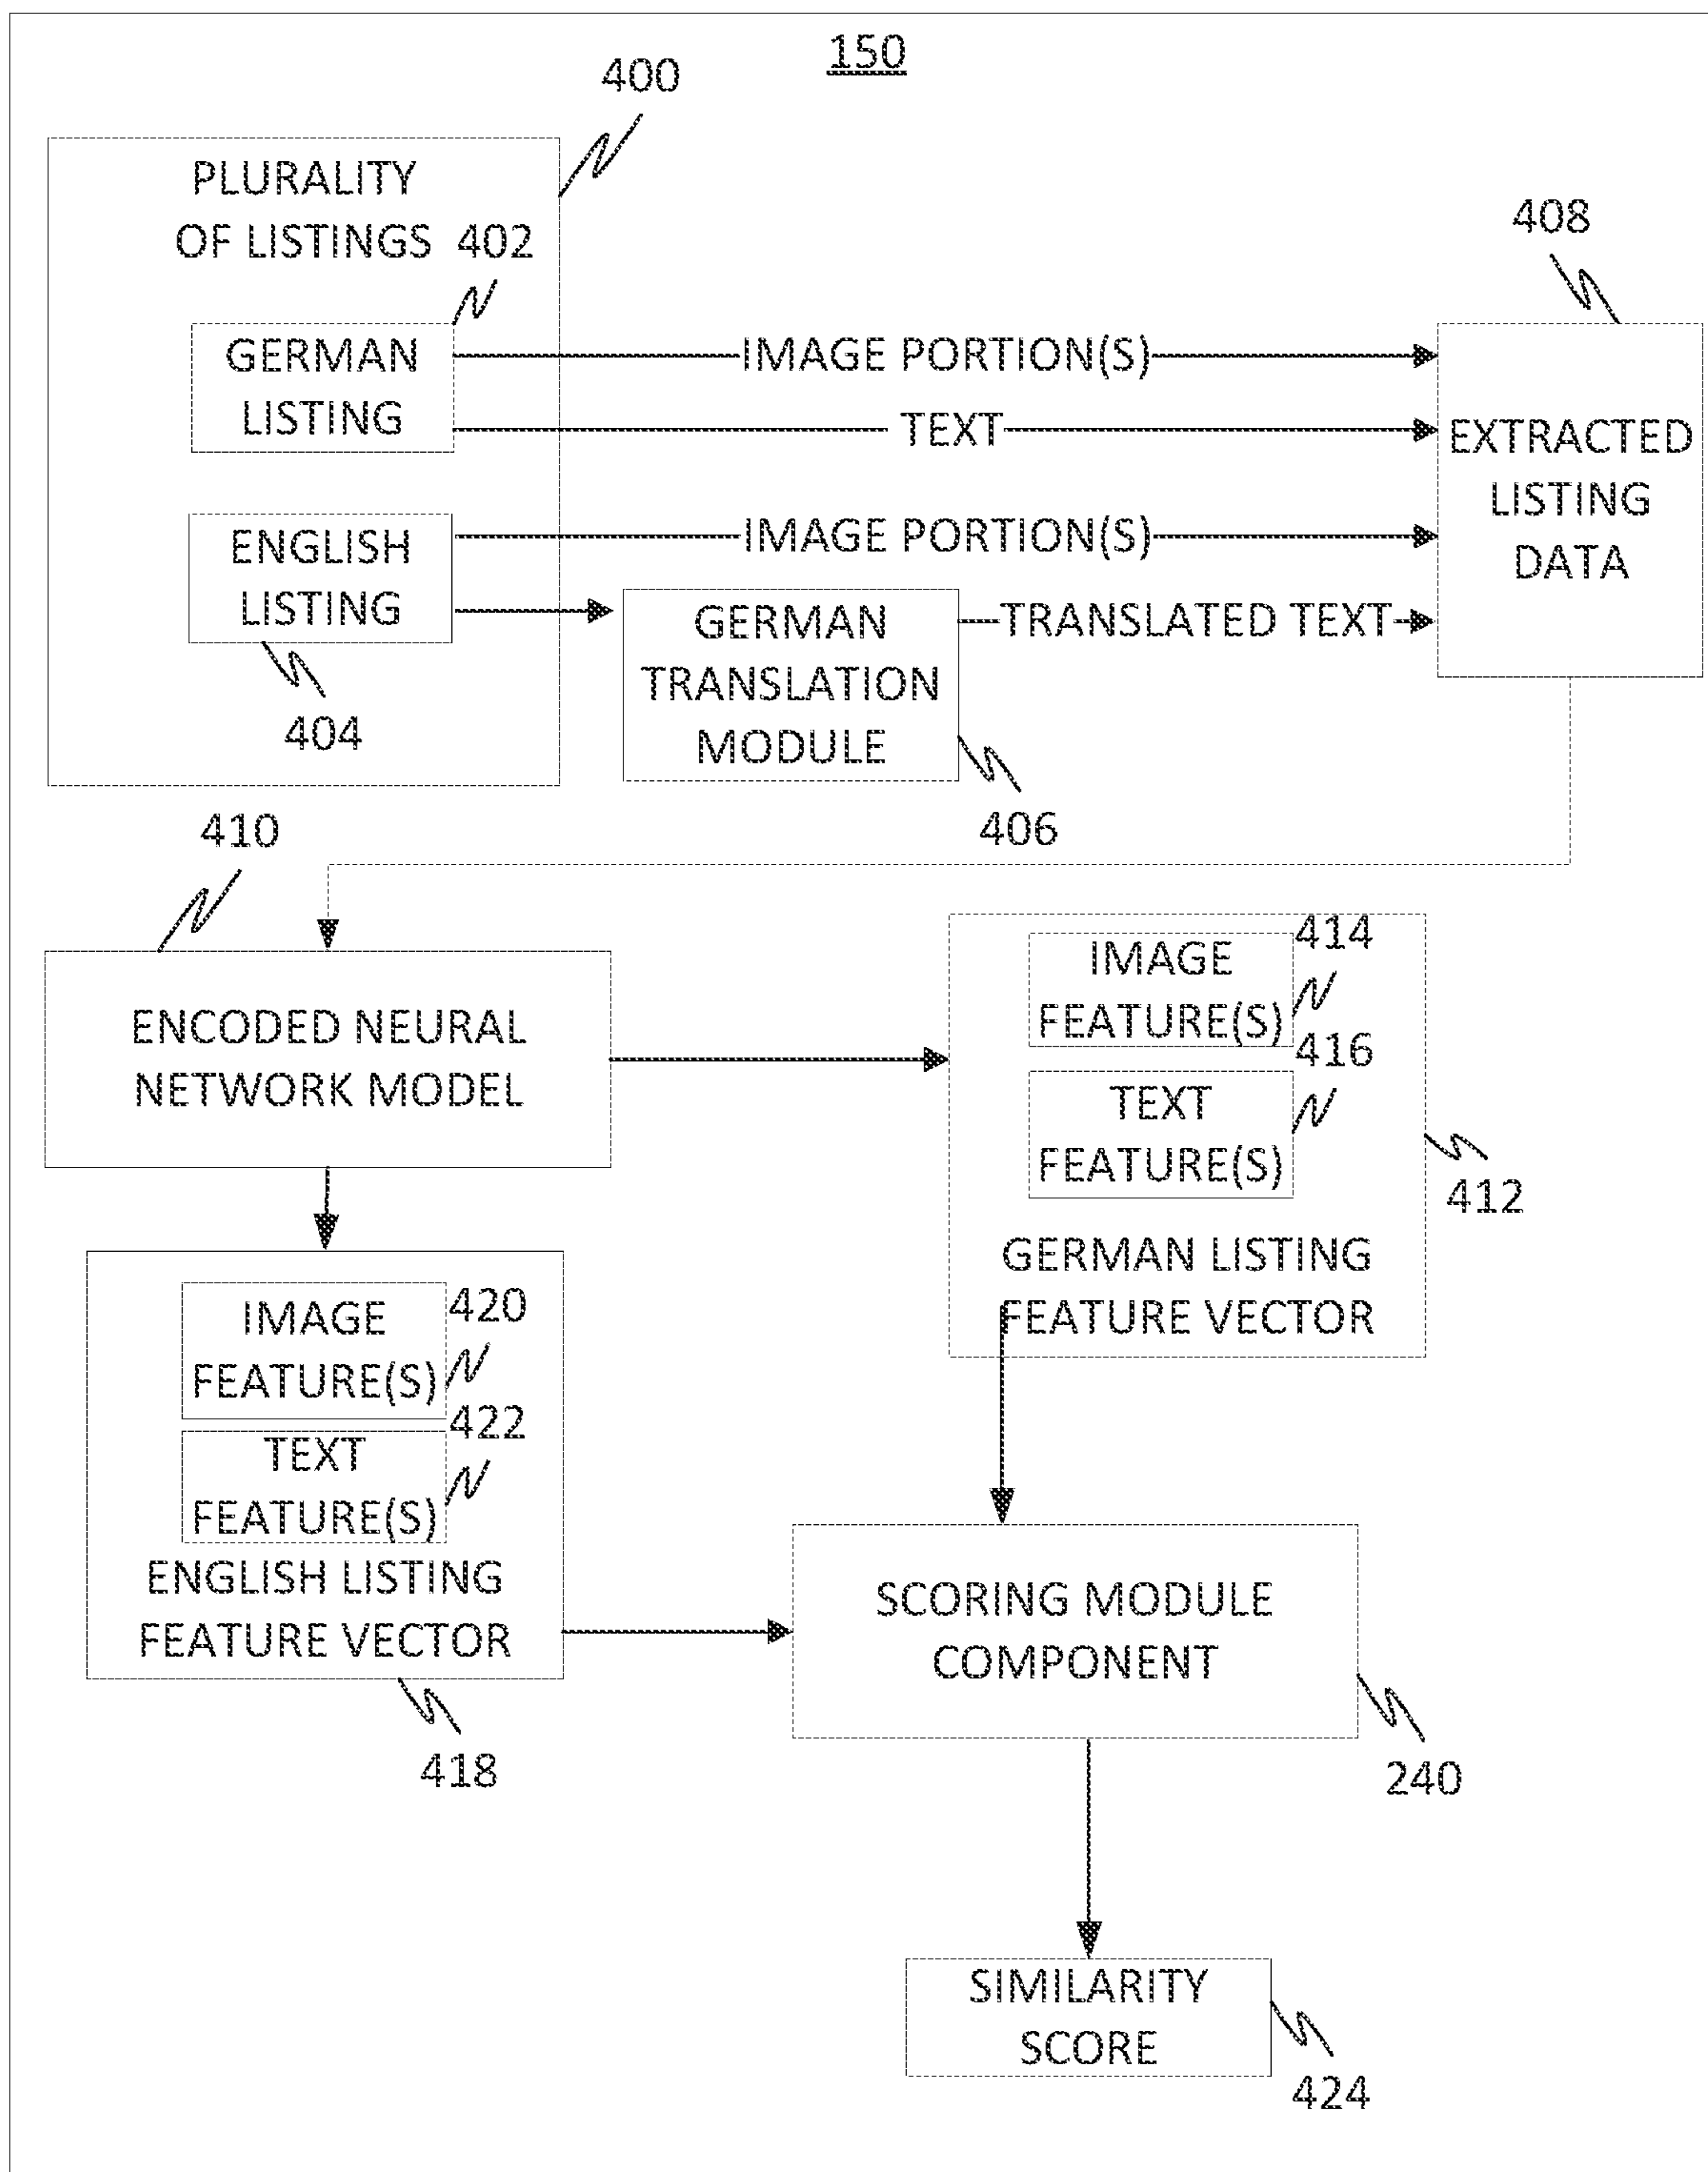 150
400
PLURALITY
OF LISTINGS 402
408
GERMAN
LISTING
IMAGE PORTION(S)
TEXT
EXTRACTED
LISTING
DATA
ENGLISH
LISTING
IMAGE PORTION(S)
404
GERMAN
TRANSLATION
MODULE
TRANSLATED TEXT
406
410
ENCODED NEURAL
NETWORK MODEL
414
IMAGE
FEATURE(S)
416
TEXT
FEATURE(S)
412
GERMAN LISTING
FEATURE VECTOR
420
IMAGE
FEATURE(S)
422
TEXT
FEATURE(S)
ENGLISH LISTING
FEATURE VECTOR
418
SCORING MODULE
COMPONENT
240
SIMILARITY
SCORE
424